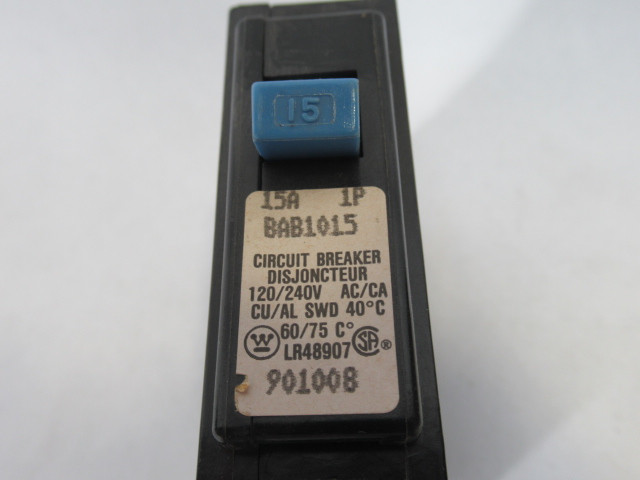 15
15A 1P
BAB1015
CIRCUIT BREAKER
DISJONCTEUR
120/240V AC/CA
CU/AL SWD 40°C
W 60/75 C° SA ®
LR48907
901008